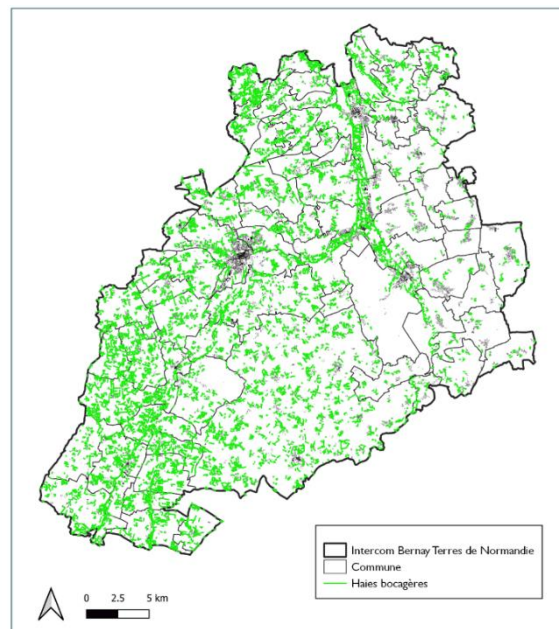 0 2.5 5 km
Intercom Bernay Terres de Normandie
Commune
Haies bocagères